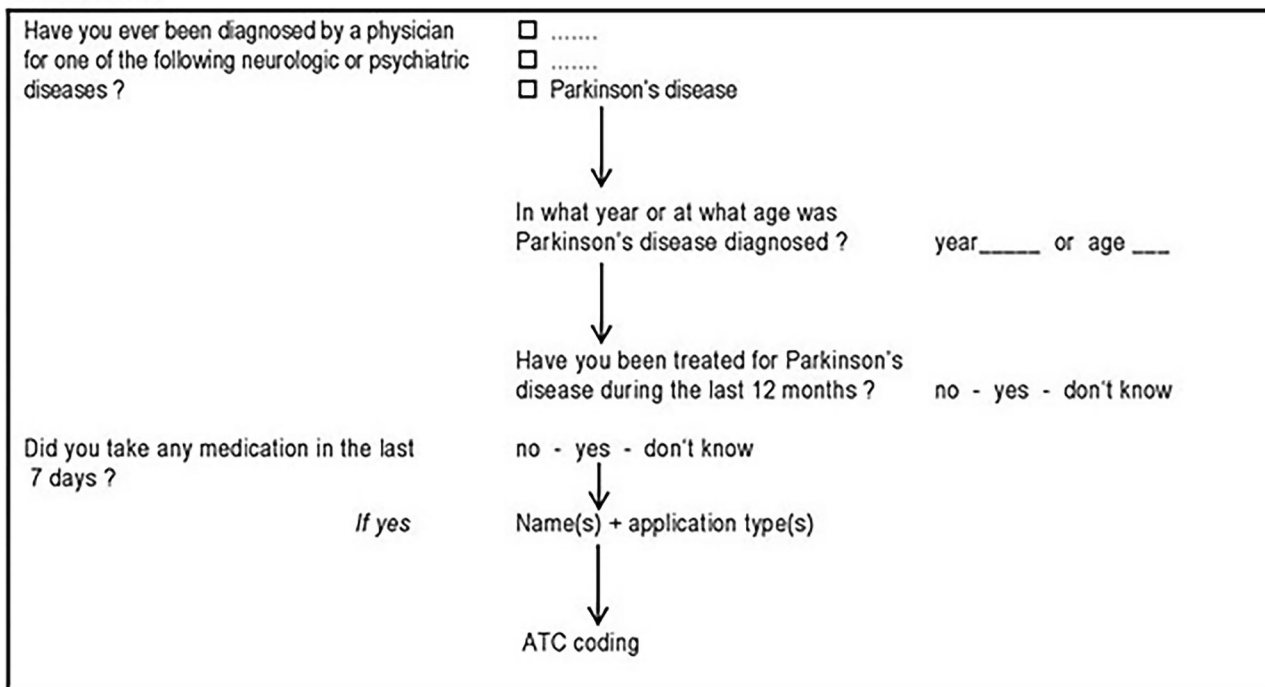 Have you ever been diagnosed by a physician
for one of the following neurologic or psychiatric
diseases ?
☐ .......
☐ .......
☐ Parkinson's disease
In what year or at what age was
Parkinson's disease diagnosed ?
year_____ or age ___
Have you been treated for Parkinson's
disease during the last 12 months ?
no - yes - don't know
Did you take any medication in the last
7 days ?
no - yes - don't know
If yes
Name(s) + application type(s)
ATC coding